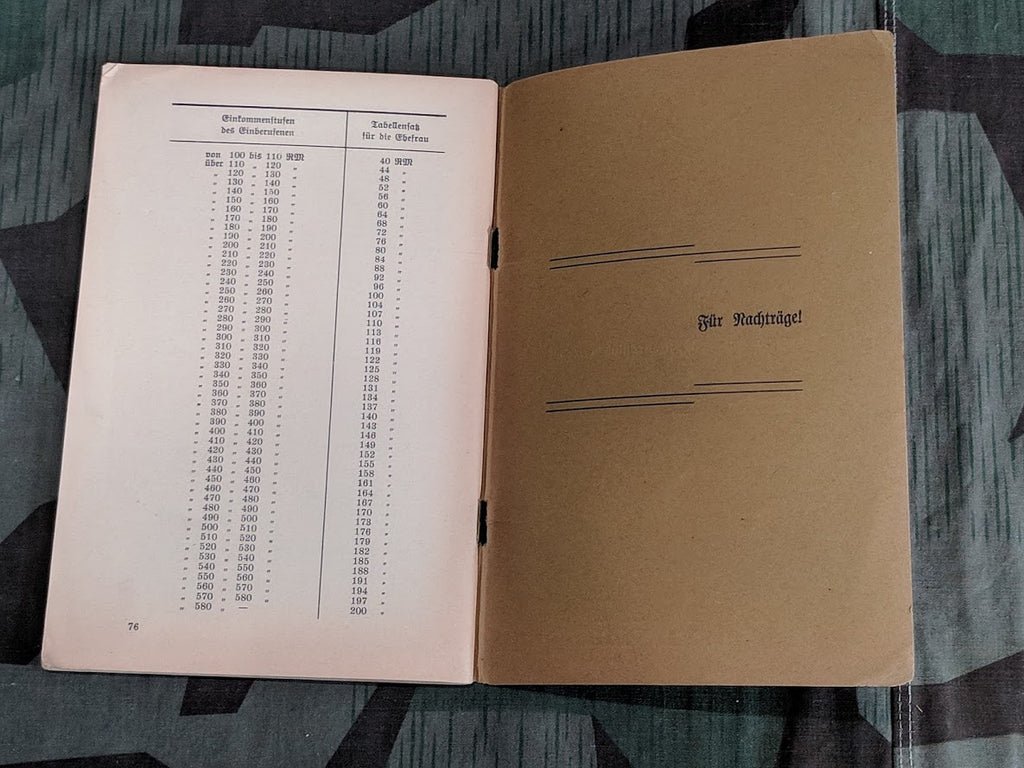 Einkommenstufen des Einberufenen	Tabellensatz für die Ehefrau
von 100 bis 110 RM	40 RM
über 110 „ 120 „	44 „
„ 120 „ 130 „	48 „
„ 130 „ 140 „	52 „
„ 140 „ 150 „	56 „
„ 150 „ 160 „	60 „
„ 160 „ 170 „	64 „
„ 170 „ 180 „	68 „
„ 180 „ 190 „	72 „
„ 190 „ 200 „	76 „
„ 200 „ 210 „	80 „
„ 210 „ 220 „	84 „
„ 220 „ 230 „	88 „
„ 230 „ 240 „	92 „
„ 240 „ 250 „	96 „
„ 250 „ 260 „	100 „
„ 260 „ 270 „	104 „
„ 270 „ 280 „	107 „
„ 280 „ 290 „	110 „
„ 290 „ 300 „	113 „
„ 300 „ 310 „	116 „
„ 310 „ 320 „	119 „
„ 320 „ 330 „	122 „
„ 330 „ 340 „	125 „
„ 340 „ 350 „	128 „
„ 350 „ 360 „	131 „
„ 360 „ 370 „	134 „
„ 370 „ 380 „	137 „
„ 380 „ 390 „	140 „
„ 390 „ 400 „	143 „
„ 400 „ 410 „	146 „
„ 410 „ 420 „	149 „
„ 420 „ 430 „	152 „
„ 430 „ 440 „	155 „
„ 440 „ 450 „	158 „
„ 450 „ 460 „	161 „
„ 460 „ 470 „	164 „
„ 470 „ 480 „	167 „
„ 480 „ 490 „	170 „
„ 490 „ 500 „	173 „
„ 500 „ 510 „	176 „
„ 510 „ 520 „	179 „
„ 520 „ 530 „	182 „
„ 530 „ 540 „	185 „
„ 540 „ 550 „	188 „
„ 550 „ 560 „	191 „
„ 560 „ 570 „	194 „
„ 570 „ 580 „	197 „
„ 580 „ —	200 „
76
Für Nachträge!